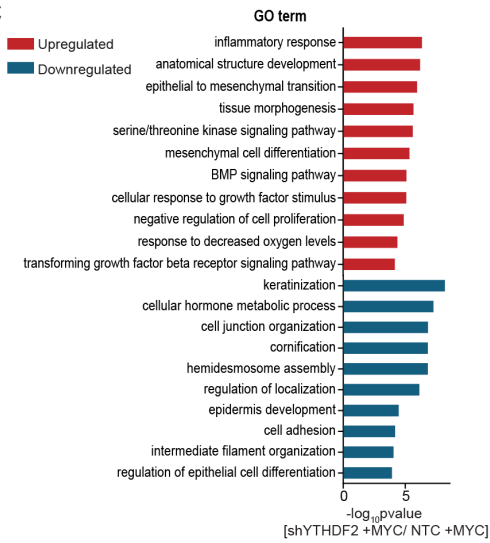 GO term
Upregulated
Downregulated
inflammatory response
anatomical structure development
epithelial to mesenchymal transition
tissue morphogenesis
serine/threonine kinase signaling pathway
mesenchymal cell differentiation
BMP signaling pathway
cellular response to growth factor stimulus
negative regulation of cell proliferation
response to decreased oxygen levels
transforming growth factor beta receptor signaling pathway
keratinization
cellular hormone metabolic process
cell junction organization
cornification
hemidesmosome assembly
regulation of localization
epidermis development
cell adhesion
intermediate filament organization
regulation of epithelial cell differentiation
0 5
-log10pvalue
[shYTHDF2 +MYC/ NTC +MYC]